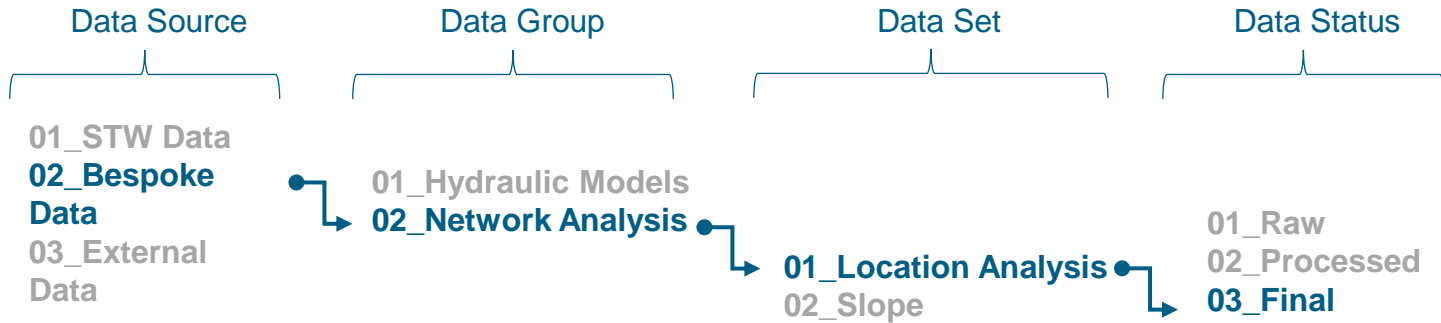 Data Source
Data Group
Data Set
Data Status
01_STW Data
02_Bespoke
Data
03_External
Data
01_Hydraulic Models
02_Network Analysis
01_Location Analysis
02_Slope
01_Raw
02_Processed
03_Final